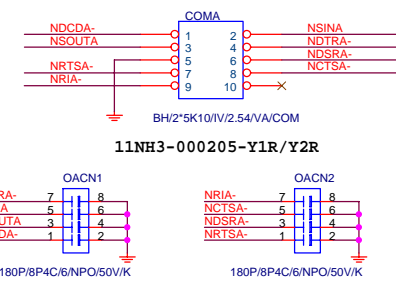 COMA
NDCDA- 1 2 NSINA
NSOUTA 3 4 NDTRA-
5 6 NDSRA-
NRTSA- 7 8 NCTSA-
NRIA- 9 10
BH/2*5K10/IV/2.54/VA/COM
11NH3-000205-Y1R/Y2R
OACN1
RA- 7 8
A 5 6
UTA 3 4
DA- 1 2
180P/8P4C/6/NPO/50V/K
OACN2
NRIA- 7 8
NCTSA- 5 6
NDSRA- 3 4
NRTSA- 1 2
180P/8P4C/6/NPO/50V/K